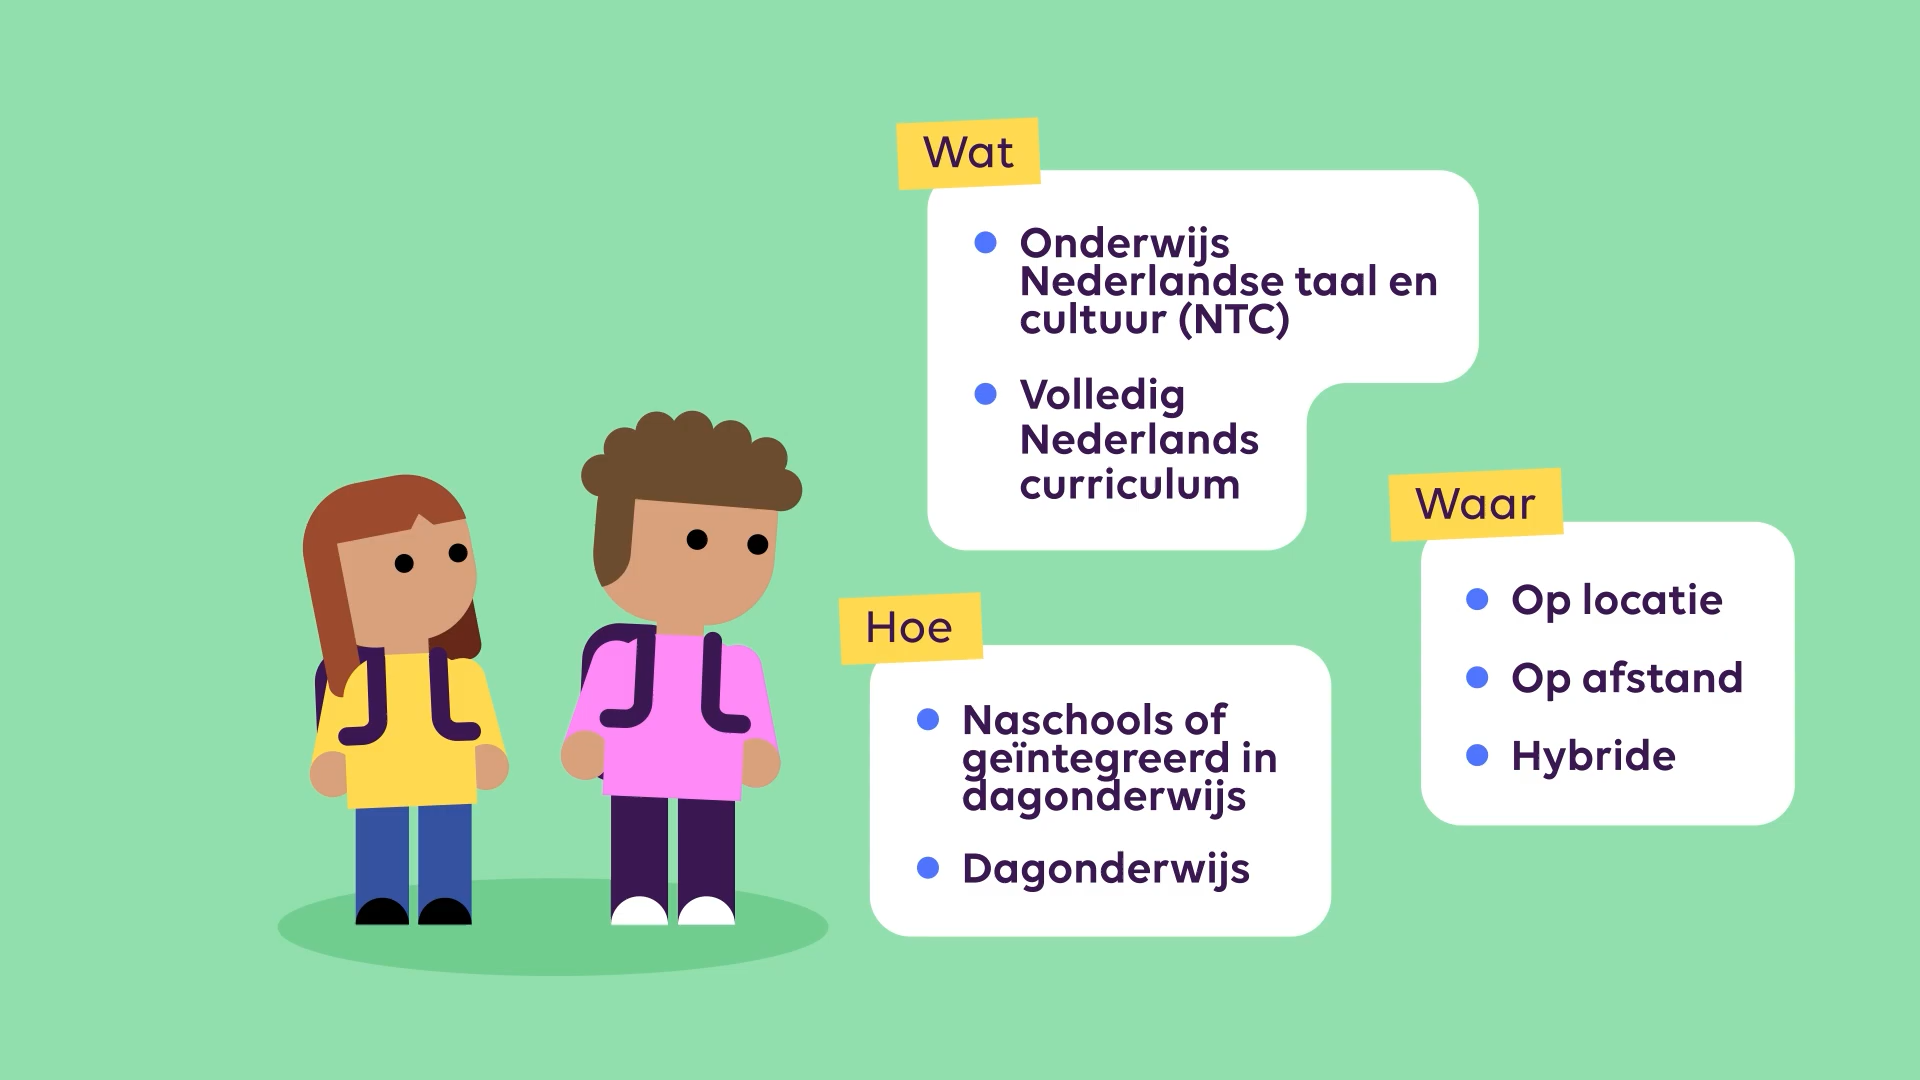 Wat
Onderwijs
Nederlandse taal en
cultuur (NTC)
Volledig
Nederlands
curriculum
Hoe
Naschools of
geïntegreerd in
dagonderwijs
Dagonderwijs
Waar
Op locatie
Op afstand
Hybride